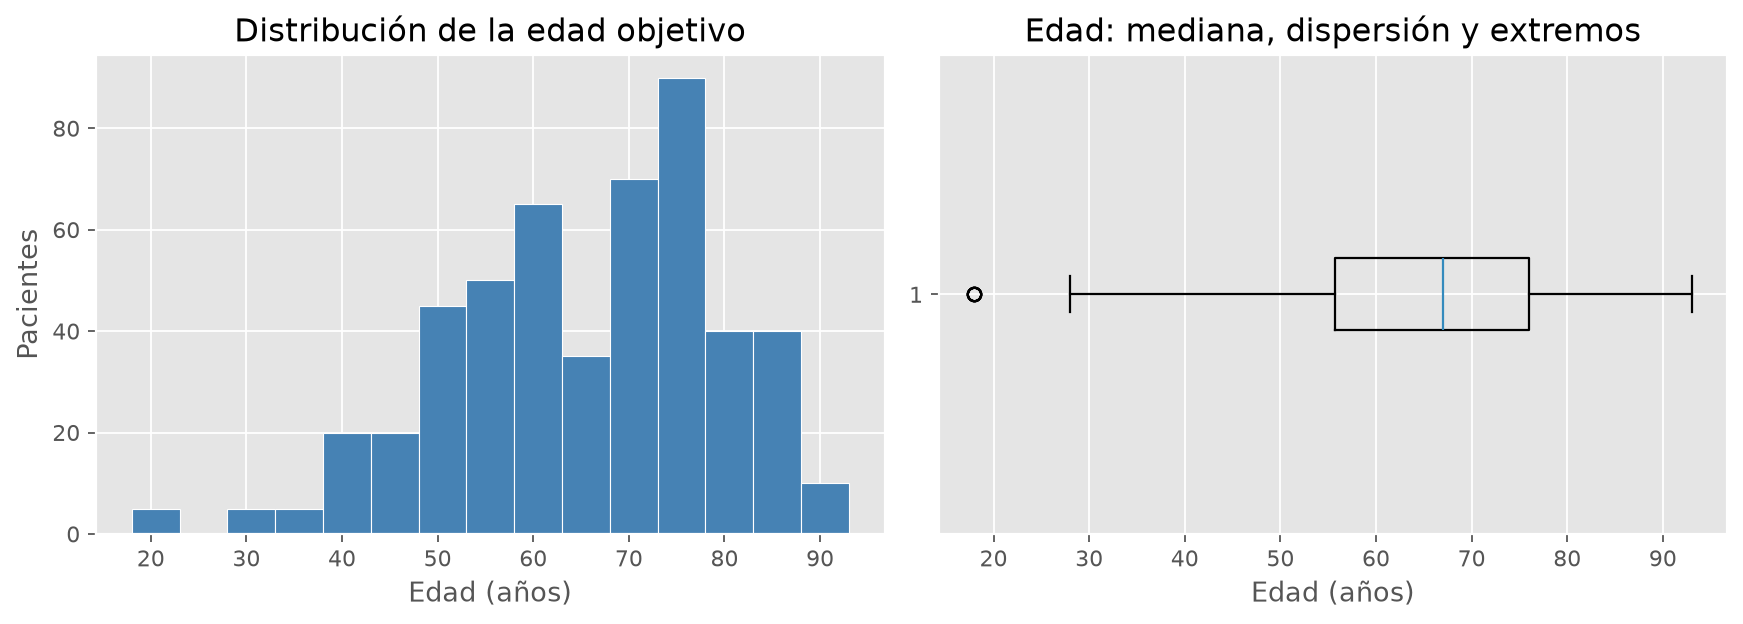 Distribución de la edad objetivo
Pacientes
80
60
40
20
0
20 30 40 50 60 70 80 90
Edad (años)
Edad: mediana, dispersión y extremos
1
20 30 40 50 60 70 80 90
Edad (años)